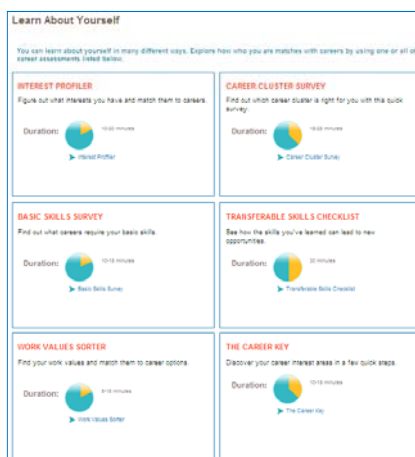 Learn About Yourself
You can learn about yourself in many different ways. Explore how who you are matches with careers by using one or all of
career assessments listed below.
INTEREST PROFILER
Figure out what interests you have and match them to careers.
Duration:
minutes
Interest Profiler
CAREER CLUSTER SURVEY
Find out which career cluster is right for you with this quick
survey.
Duration:
minutes
Career Cluster Survey
BASIC SKILLS SURVEY
Find out what careers require your basic skills.
Duration:
minutes
Basic Skills Survey
TRANSFERABLE SKILLS CHECKLIST
See how the skills you've learned can lead to new
opportunities.
Duration:
minutes
Transferable Skills Checklist
WORK VALUES SORTER
Find your work values and match them to career options.
Duration:
minutes
Work Values Sorter
THE CAREER KEY
Discover your career interest areas in a few quick steps.
Duration:
minutes
The Career Key